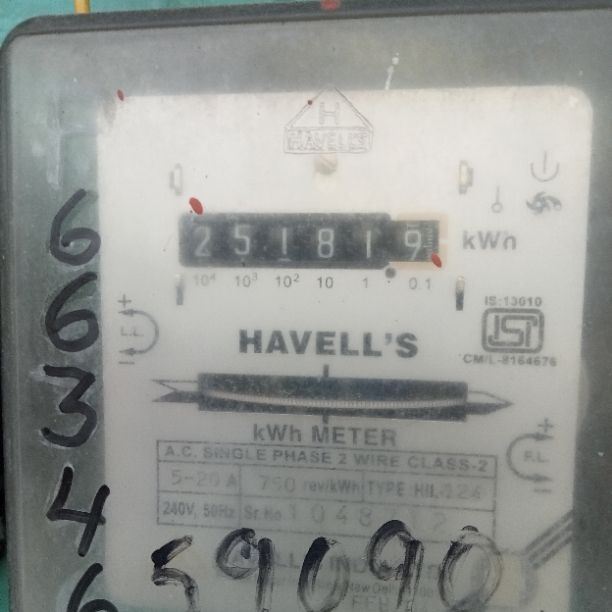 H
HAVELL'S
2 5 1 8 1 9 kWh
10⁴ 10³ 10² 10 1 0.1
IS:13010
ISI
CM/L-8164676
HAVELL'S
kWh METER
A.C. SINGLE PHASE 2 WIRE CLASS-2
5-20 A 750 rev/kWh TYPE
240V, 50Hz Sr.No.
F.L.
6
6
3
4
6
59090